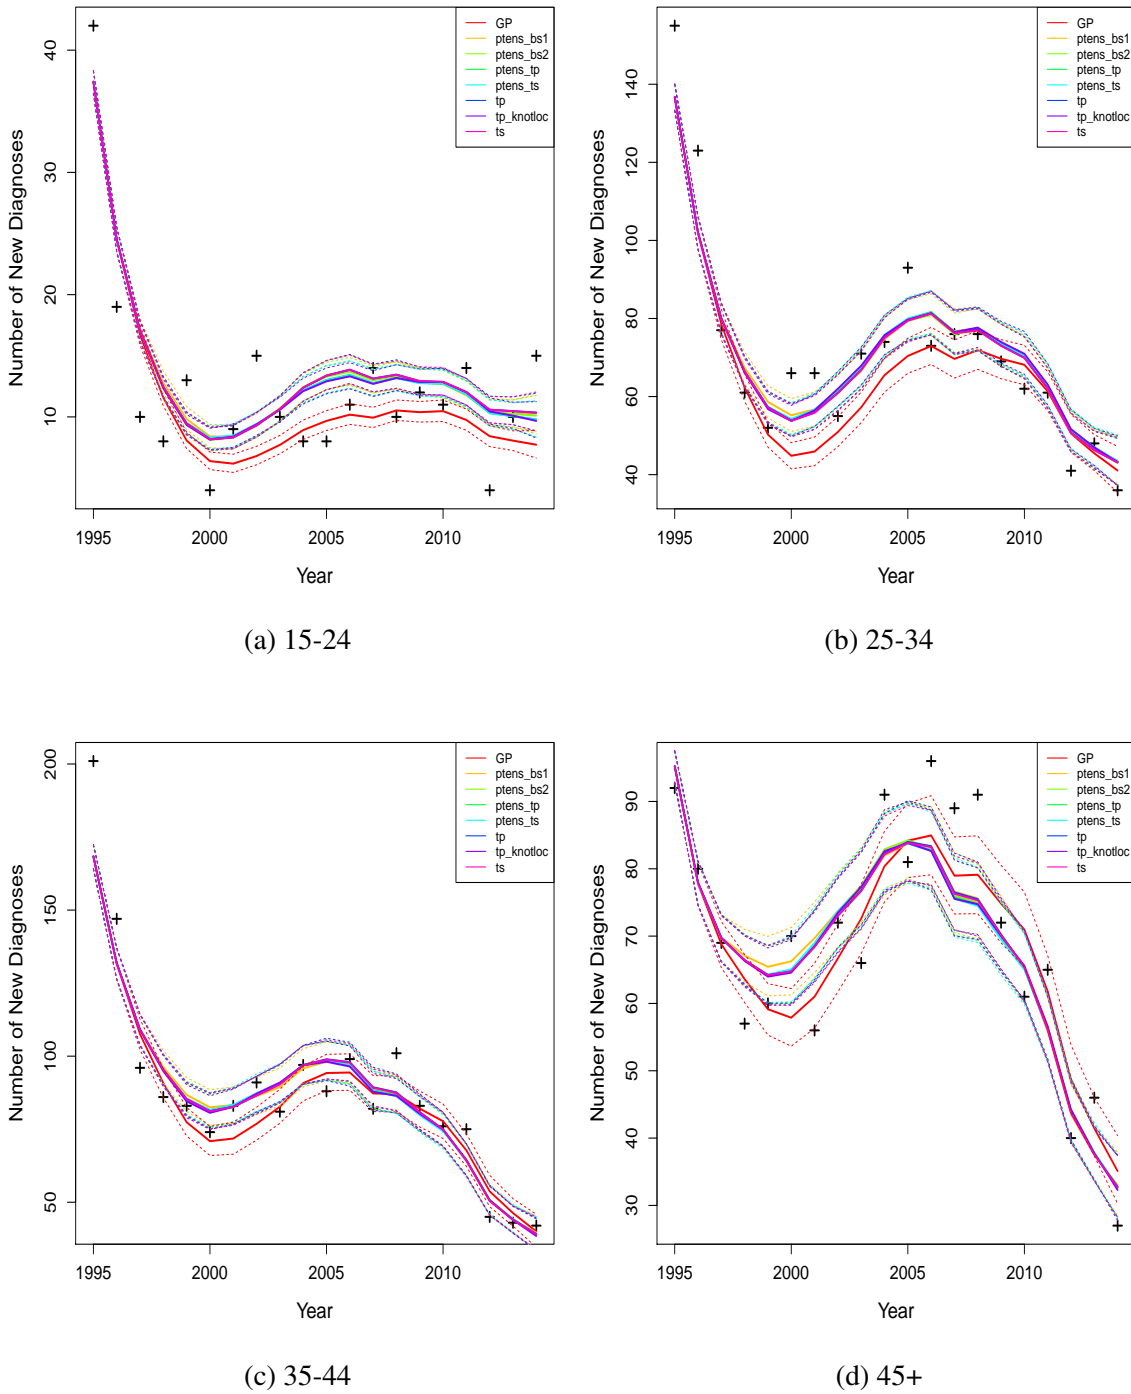 GP
ptens_bs1
ptens_bs2
ptens_tp
ptens_ts
tp
tp_knotloc
ts
Number of New Diagnoses
40
30
20
10
1995 2000 2005 2010
Year
(a) 15-24
GP
ptens_bs1
ptens_bs2
ptens_tp
ptens_ts
tp
tp_knotloc
ts
Number of New Diagnoses
140
120
100
80
60
40
1995 2000 2005 2010
Year
(b) 25-34
GP
ptens_bs1
ptens_bs2
ptens_tp
ptens_ts
tp
tp_knotloc
ts
Number of New Diagnoses
200
150
100
50
1995 2000 2005 2010
Year
(c) 35-44
GP
ptens_bs1
ptens_bs2
ptens_tp
ptens_ts
tp
tp_knotloc
ts
Number of New Diagnoses
90
80
70
60
50
40
30
1995 2000 2005 2010
Year
(d) 45+